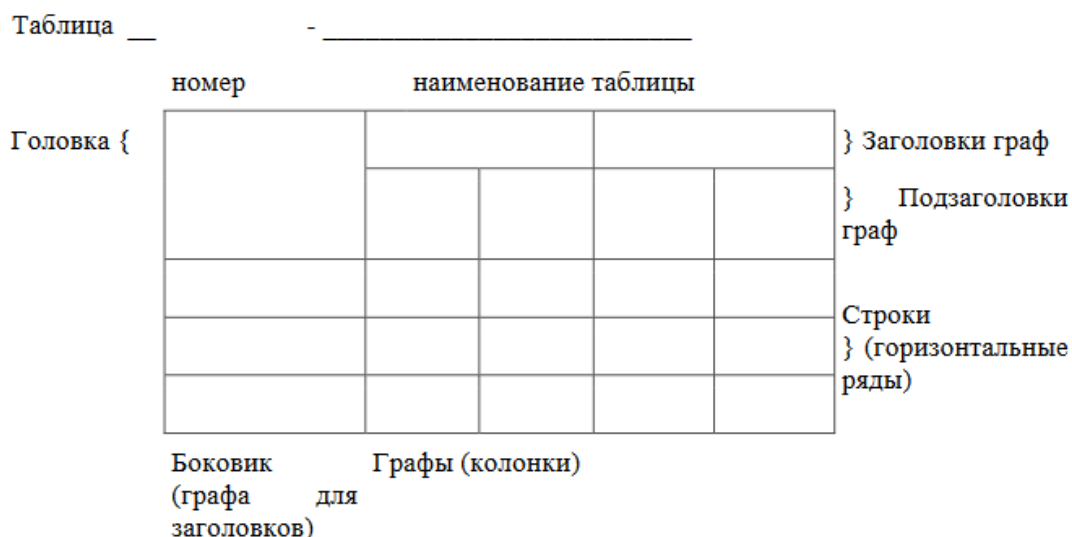 Таблица __ - __________________________
номер наименование таблицы
Головка {
} Заголовки граф
} Подзаголовки
граф
Строки
} (горизонтальные
ряды)
Боковик Графы (колонки)
(графа для
заголовков)